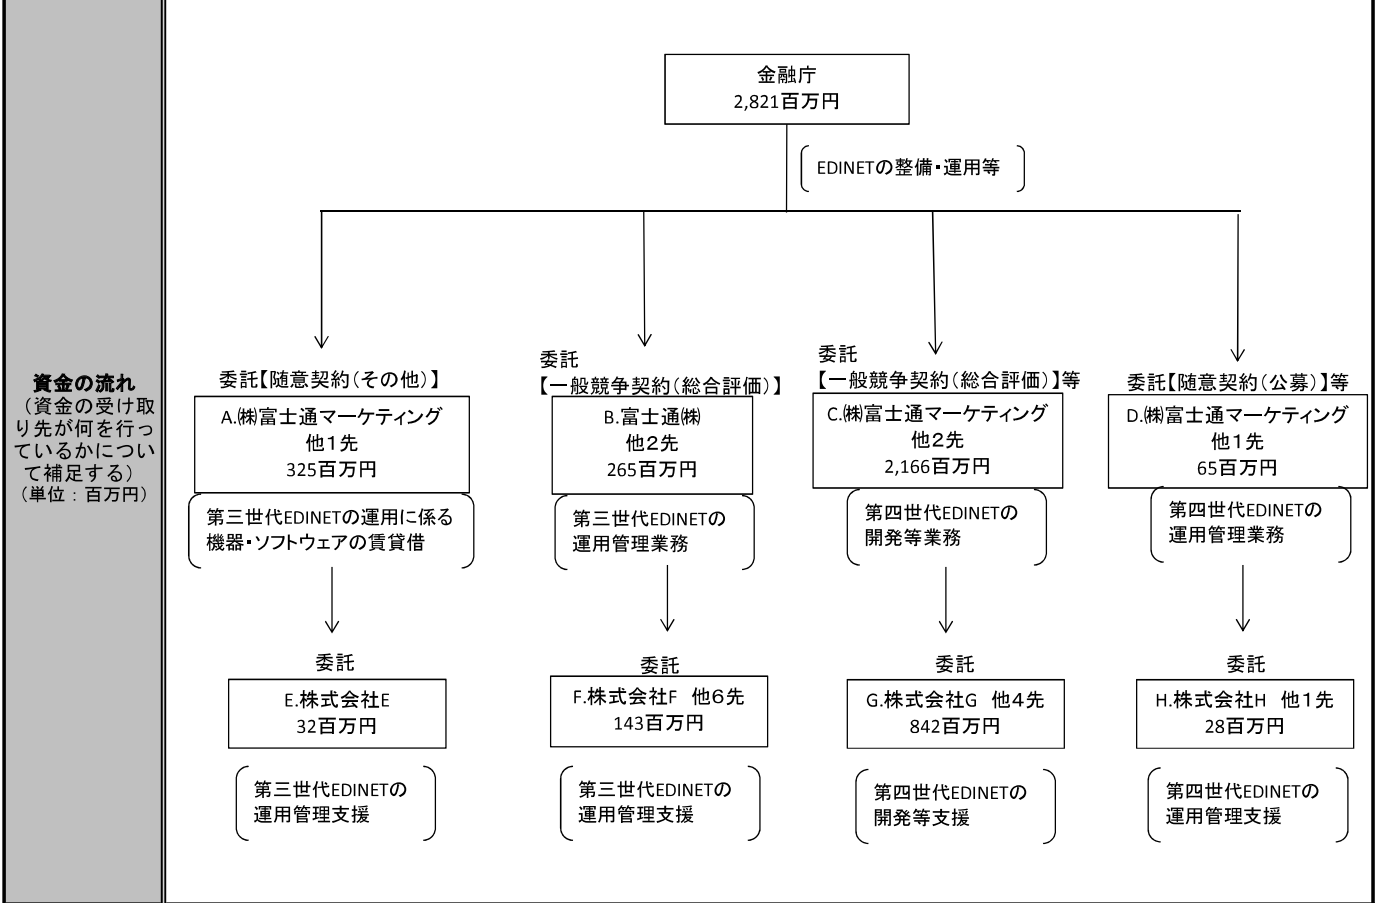 資金の流れ
（資金の受け取
り先が何を行っ
ているかについ
て補足する）
（単位：百万円）
金融庁
2,821百万円
EDINETの整備・運用等
委託【随意契約（その他）】
A.㈱富士通マーケティング
他１先
325百万円
第三世代EDINETの運用に係る
機器・ソフトウェアの賃貸借
委託
【一般競争契約（総合評価）】
B.富士通㈱
他２先
265百万円
第三世代EDINETの
運用管理業務
委託
【一般競争契約（総合評価）】等
C.（株）富士通マーケティング
他２先
2,166百万円
第四世代EDINETの
開発等業務
委託【随意契約（公募）】等
D.（株）富士通マーケティング
他１先
65百万円
第四世代EDINETの
運用管理業務
委託
E.株式会社E
32百万円
第三世代EDINETの
運用管理支援
委託
F.株式会社F　他６先
143百万円
第三世代EDINETの
運用管理支援
委託
G.株式会社G　他４先
842百万円
第四世代EDINETの
開発等支援
委託
H.株式会社H　他１先
28百万円
第四世代EDINETの
運用管理支援